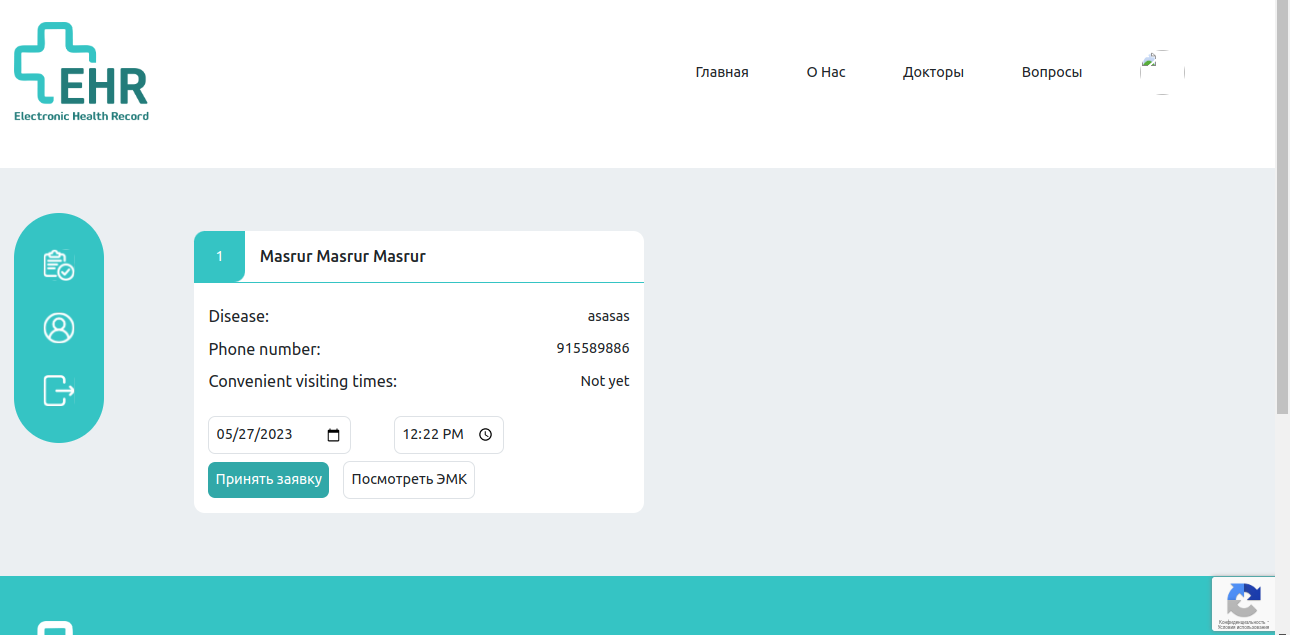 EHR
Electronic Health Record
Главная О Нас Докторы Вопросы
1 Masrur Masrur Masrur
Disease: asasas
Phone number: 915589886
Convenient visiting times: Not yet
05/27/2023 12:22 PM
Принять заявку Посмотреть ЭМК
Конфиденциальность -
Условия использования